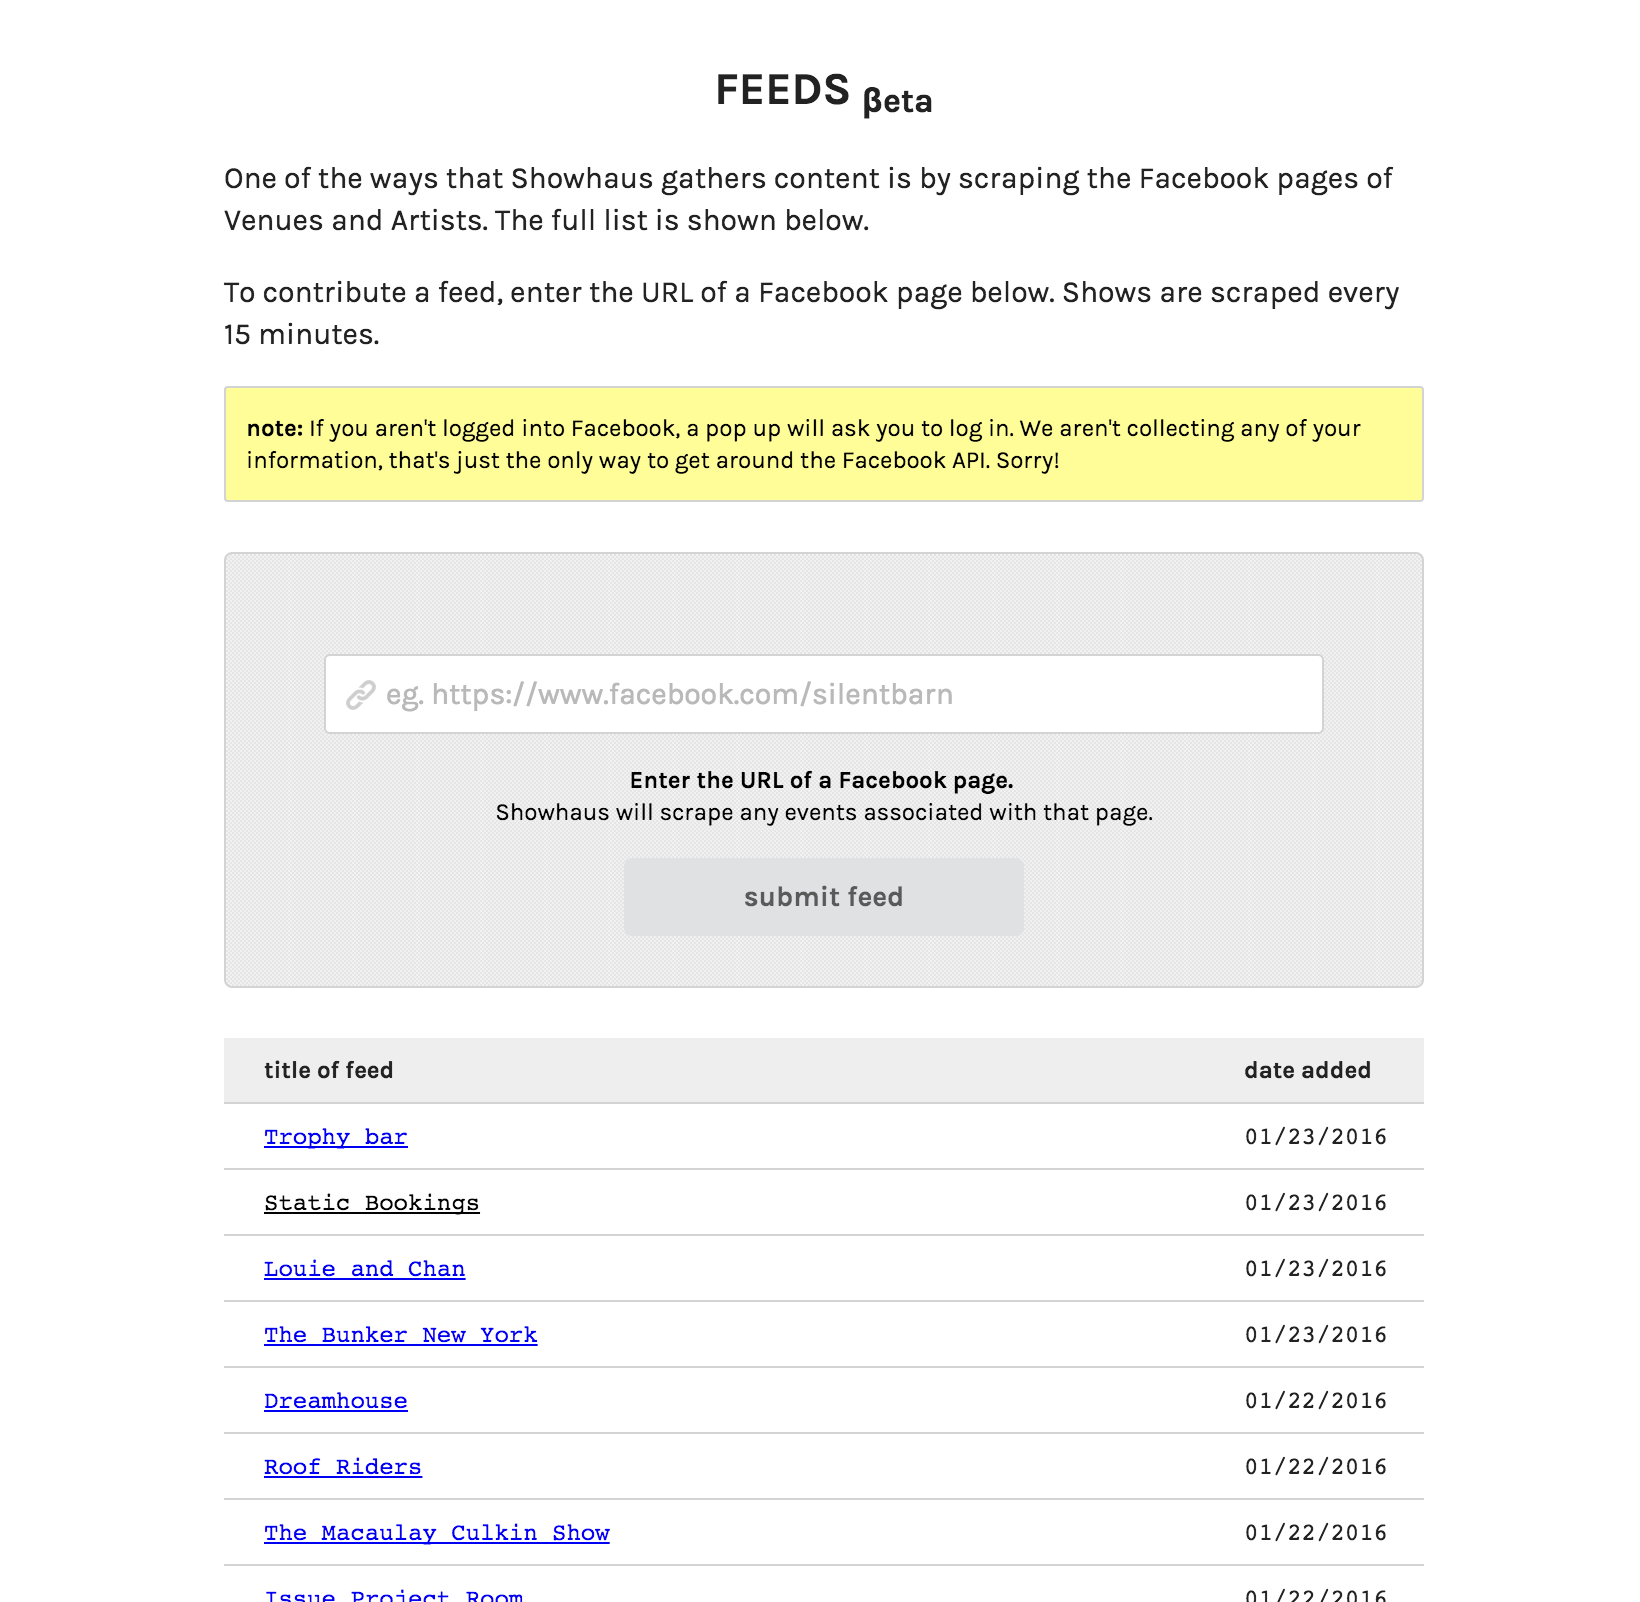 FEEDS βeta
One of the ways that Showhaus gathers content is by scraping the Facebook pages of
Venues and Artists. The full list is shown below.
To contribute a feed, enter the URL of a Facebook page below. Shows are scraped every
15 minutes.
note: If you aren't logged into Facebook, a pop up will ask you to log in. We aren't collecting any of your
information, that's just the only way to get around the Facebook API. Sorry!
eg. https://www.facebook.com/silentbarn
Enter the URL of a Facebook page.
Showhaus will scrape any events associated with that page.
submit feed
title of feed date added
Trophy bar 01/23/2016
Static Bookings 01/23/2016
Louie and Chan 01/23/2016
The Bunker New York 01/23/2016
Dreamhouse 01/22/2016
Roof Riders 01/22/2016
The Macaulay Culkin Show 01/22/2016
Issue Project Room 01/22/2016